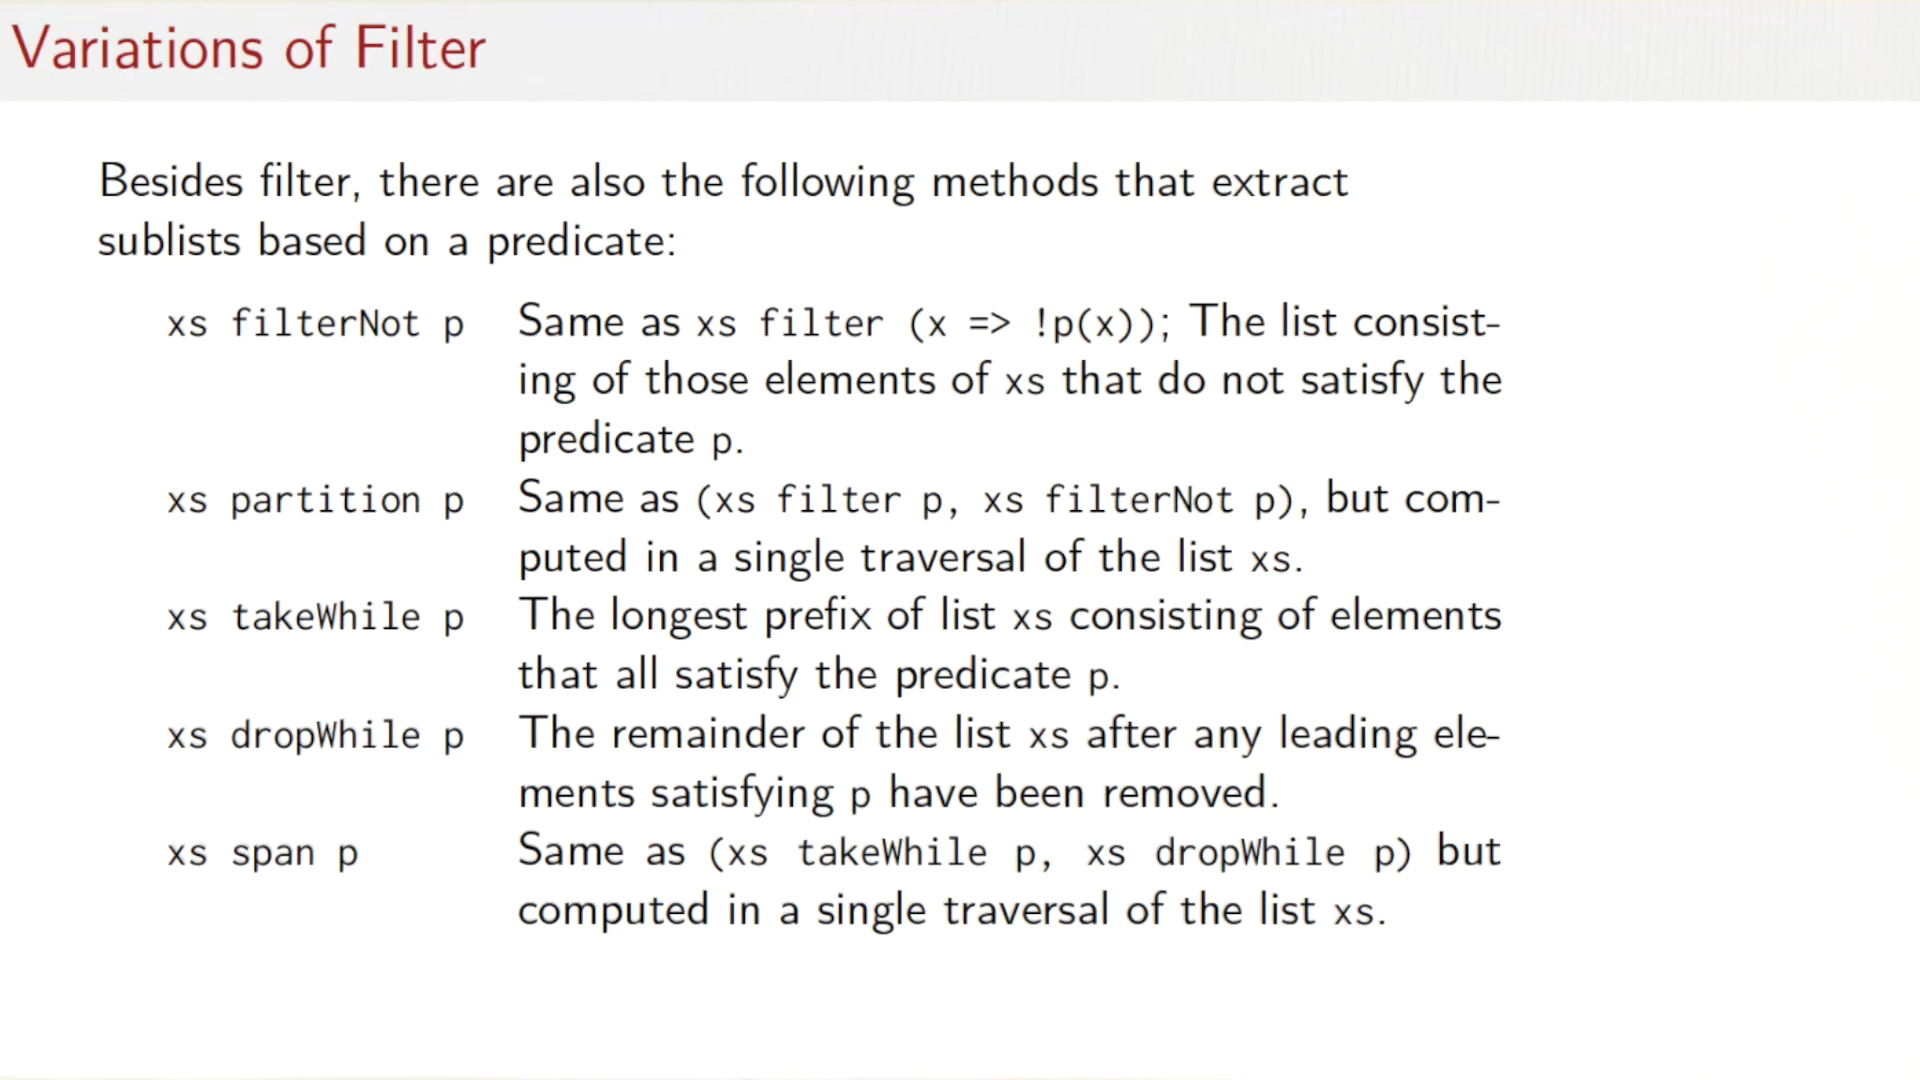 Variations of Filter
Besides filter, there are also the following methods that extract
sublists based on a predicate:
xs filterNot p Same as xs filter (x => !p(x)); The list consist-
ing of those elements of xs that do not satisfy the
predicate p.
xs partition p Same as (xs filter p, xs filterNot p), but com-
puted in a single traversal of the list xs.
xs takeWhile p The longest prefix of list xs consisting of elements
that all satisfy the predicate p.
xs dropWhile p The remainder of the list xs after any leading ele-
ments satisfying p have been removed.
xs span p Same as (xs takeWhile p, xs dropWhile p) but
computed in a single traversal of the list xs.